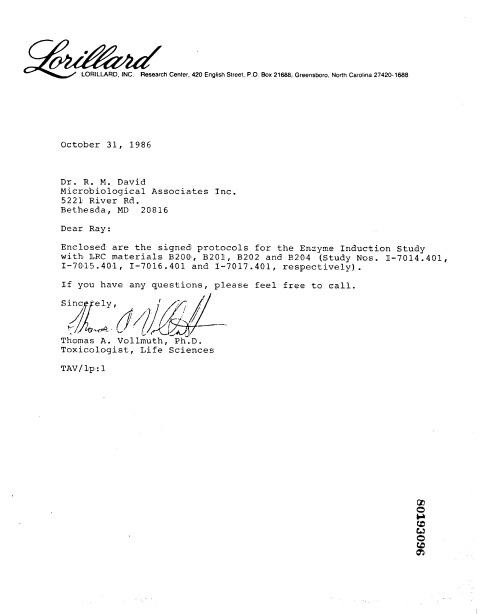 Lorillard
LORILLARD, INC. Research Center, 420 English Street, P.O. Box 21688, Greensboro, North Carolina 27420-1688
October 31, 1986
Dr. R. M. David
Microbiological Associates Inc.
5221 River Rd.
Bethesda, MD 20816
Dear Ray:
Enclosed are the signed protocols for the Enzyme Induction Study
with LRC materials B200, B201, B202 and B204 (Study Nos. I-7014.401,
I-7015.401, I-7016.401 and I-7017.401, respectively).
If you have any questions, please feel free to call.
Sincerely,
Thomas A. Vollmuth
Thomas A. Vollmuth, Ph.D.
Toxicologist, Life Sciences
TAV/lp:1
80193096